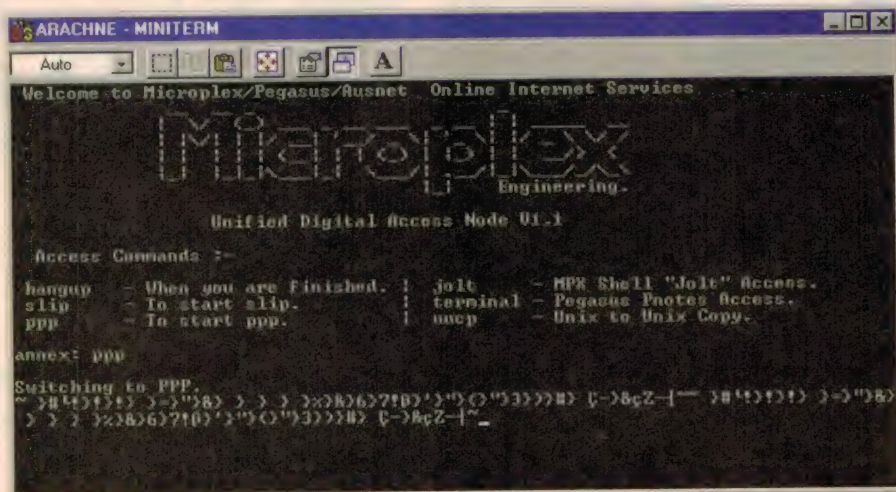 ARACHNE - MINITERM
Auto
A
Welcome to Microplex/Pegasus/Ausnet Online Internet Services
Microplex
Engineering.
Unified Digital Access Node V1.1
Access Commands :-
hangup - When you are Finished. | jolt - MPX Shell "Jolt" Access.
slip - To start slip. | terminal - Pegasus Pnotes Access.
ppp - To start ppp. | uucp - Unix to Unix Copy.
annex: ppp
Switching to PPP.